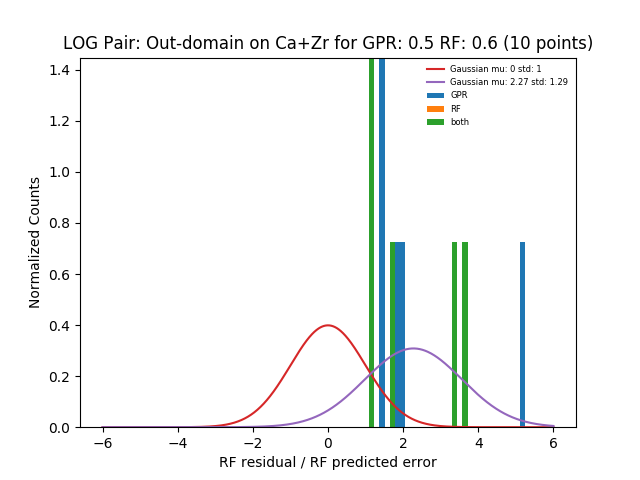 LOG Pair: Out-domain on Ca+Zr for GPR: 0.5 RF: 0.6 (10 points)
Gaussian mu: 0 std: 1
Gaussian mu: 2.27 std: 1.29
GPR
RF
both
Normalized Counts
1.4
1.2
1.0
0.8
0.6
0.4
0.2
0.0
−6
−4
−2
0
2
4
6
RF residual / RF predicted error